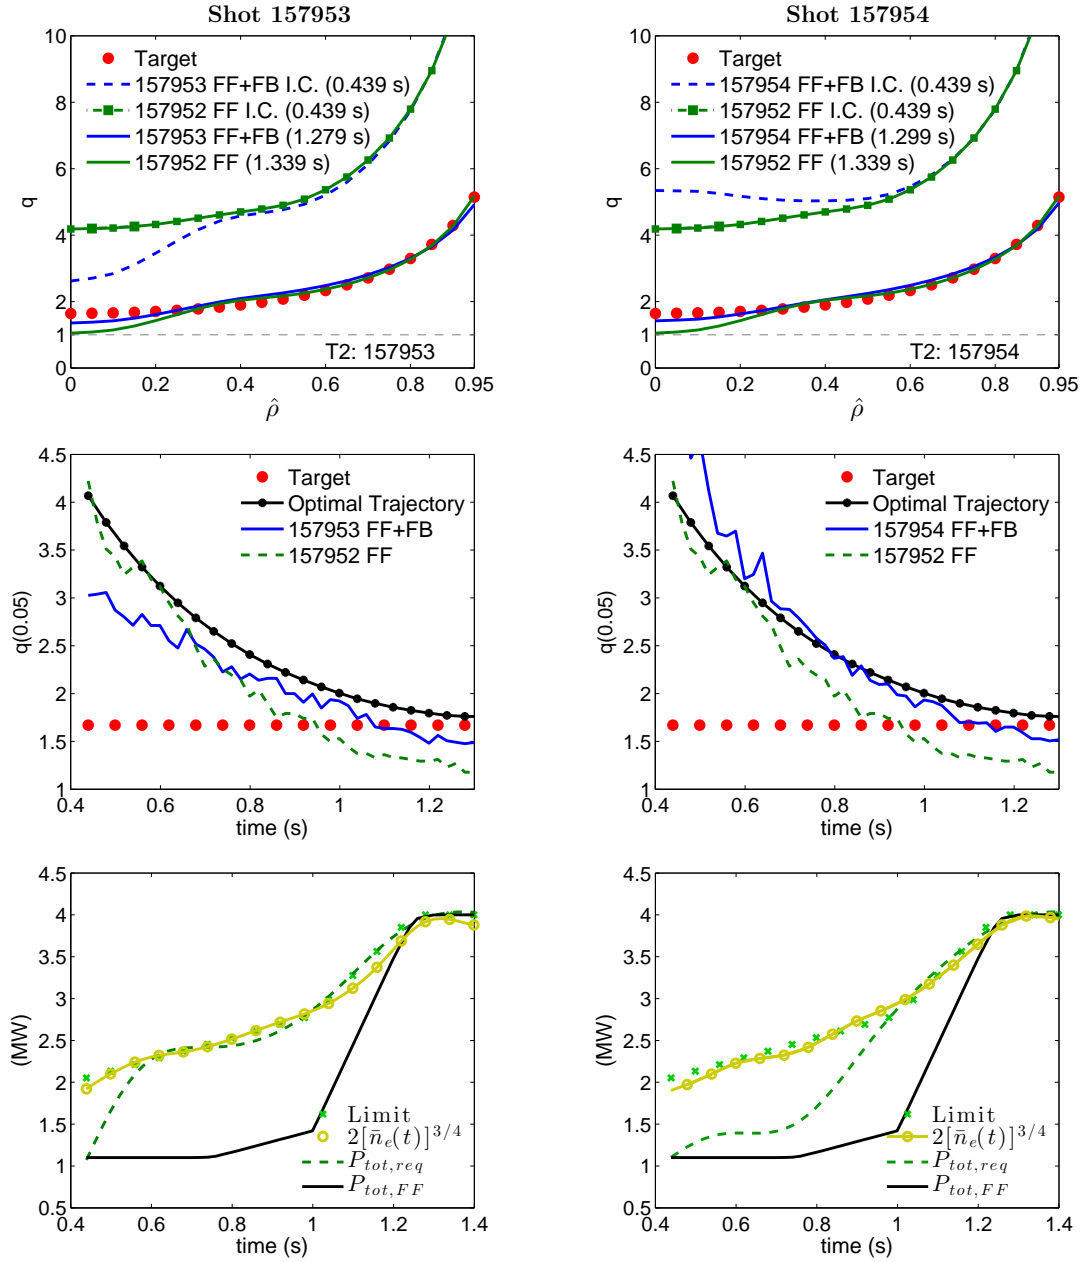 Shot 157953
10
8
6
4
2
1
0
q
Target
157953 FF+FB I.C. (0.439 s)
157952 FF I.C. (0.439 s)
157953 FF+FB (1.279 s)
157952 FF (1.339 s)
T2: 157953
0 0.2 0.4 0.6 0.8 0.95
ρ̂
Shot 157954
10
8
6
4
2
1
0
q
Target
157954 FF+FB I.C. (0.439 s)
157952 FF I.C. (0.439 s)
157954 FF+FB (1.299 s)
157952 FF (1.339 s)
T2: 157954
0 0.2 0.4 0.6 0.8 0.95
ρ̂
4.5
4
3.5
3
2.5
2
1.5
1
q(0.05)
Target
Optimal Trajectory
157953 FF+FB
157952 FF
0.4 0.6 0.8 1 1.2
time (s)
4.5
4
3.5
3
2.5
2
1.5
1
q(0.05)
Target
Optimal Trajectory
157954 FF+FB
157952 FF
0.4 0.6 0.8 1 1.2
time (s)
4.5
4
3.5
3
2.5
2
1.5
1
0.5
(MW)
Limit
2[n̄_e(t)]^{3/4}
P_{tot,req}
P_{tot,FF}
0.4 0.6 0.8 1 1.2 1.4
time (s)
4.5
4
3.5
3
2.5
2
1.5
1
0.5
(MW)
Limit
2[n̄_e(t)]^{3/4}
P_{tot,req}
P_{tot,FF}
0.4 0.6 0.8 1 1.2 1.4
time (s)